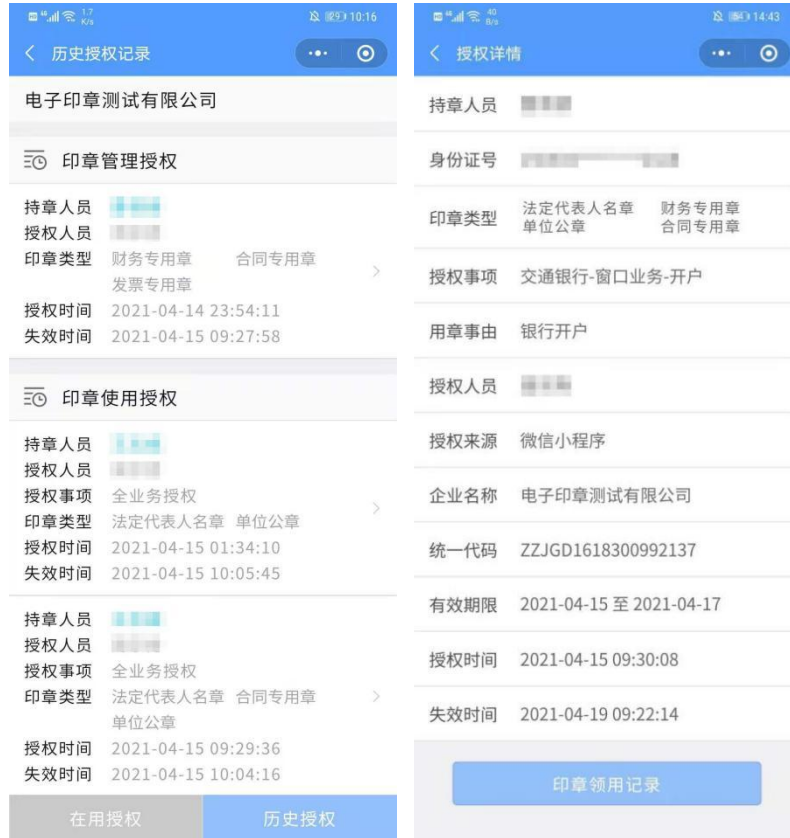 1.7 K/s 10:16
历史授权记录
电子印章测试有限公司
印章管理授权
持章人员
授权人员
印章类型 财务专用章 合同专用章
发票专用章
授权时间 2021-04-14 23:54:11
失效时间 2021-04-15 09:27:58
印章使用授权
持章人员
授权人员
授权事项 全业务授权
印章类型 法定代表人名章 单位公章
授权时间 2021-04-15 01:34:10
失效时间 2021-04-15 10:05:45
持章人员
授权人员
授权事项 全业务授权
印章类型 法定代表人名章 合同专用章
单位公章
授权时间 2021-04-15 09:29:36
失效时间 2021-04-15 10:04:16
在用授权 历史授权
40 B/s 14:43
授权详情
持章人员
身份证号
印章类型 法定代表人名章 财务专用章
单位公章 合同专用章
授权事项 交通银行-窗口业务-开户
用章事由 银行开户
授权人员
授权来源 微信小程序
企业名称 电子印章测试有限公司
统一代码 ZZJGD1618300992137
有效期限 2021-04-15 至 2021-04-17
授权时间 2021-04-15 09:30:08
失效时间 2021-04-19 09:22:14
印章领用记录